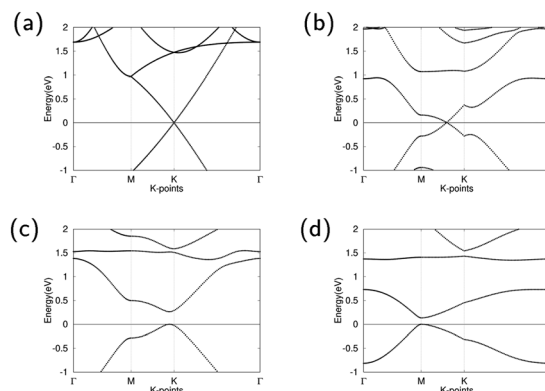 (a)
2
1.5
1
0.5
0
-0.5
-1
Energy(eV)
Γ M K Γ
K-points
(b)
2
1.5
1
0.5
0
-0.5
-1
Energy(eV)
Γ M K
K-points
(c)
2
1.5
1
0.5
0
-0.5
-1
Energy(eV)
Γ M K Γ
K-points
(d)
2
1.5
1
0.5
0
-0.5
-1
Energy(eV)
Γ M K
K-points